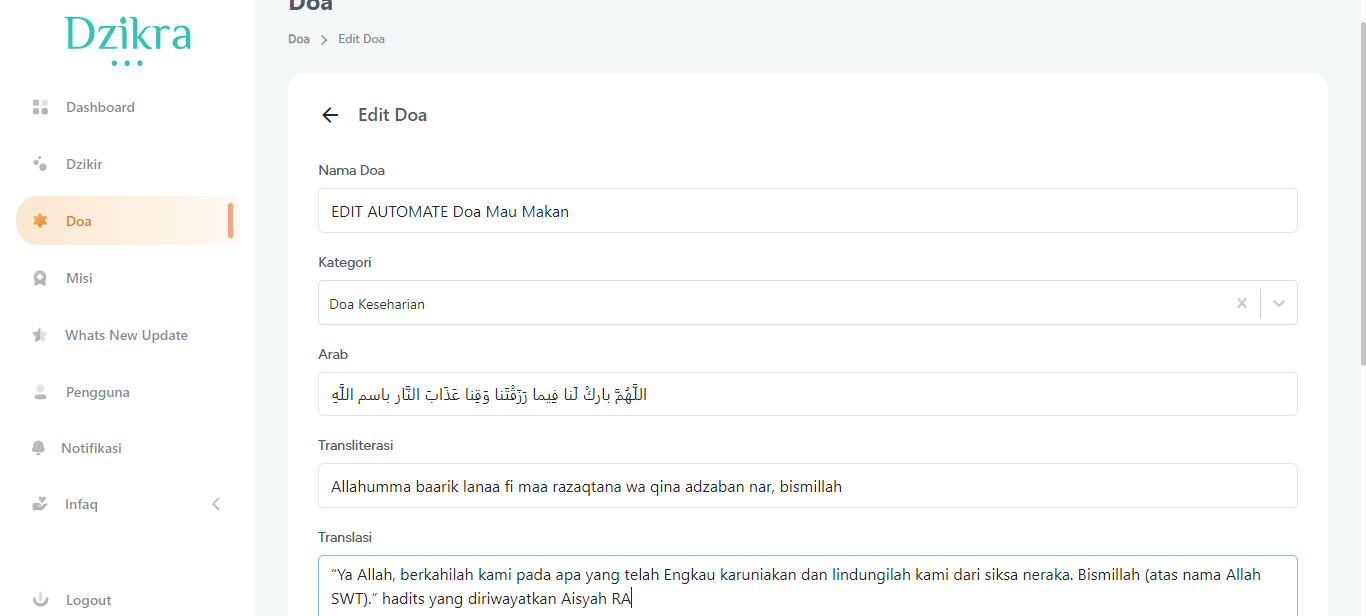 Dzikra
Dashboard
Dzikir
Doa
Misi
Whats New Update
Pengguna
Notifikasi
Infaq
Logout
Doa
Doa > Edit Doa
Edit Doa
Nama Doa
EDIT AUTOMATE Doa Mau Makan
Kategori
Doa Keseharian
Arab
اللَّهُمَّ بارِكْ لَنا فِيما رَزَقْتَنا وَقِنا عَذَابَ النَّار باسم اللَّهِ
Transliterasi
Allahumma baarik lanaa fi maa razaqtana wa qina adzaban nar, bismillah
Translasi
“Ya Allah, berkahilah kami pada apa yang telah Engkau karuniakan dan lindungilah kami dari siksa neraka. Bismillah (atas nama Allah
SWT).” hadits yang diriwayatkan Aisyah RA